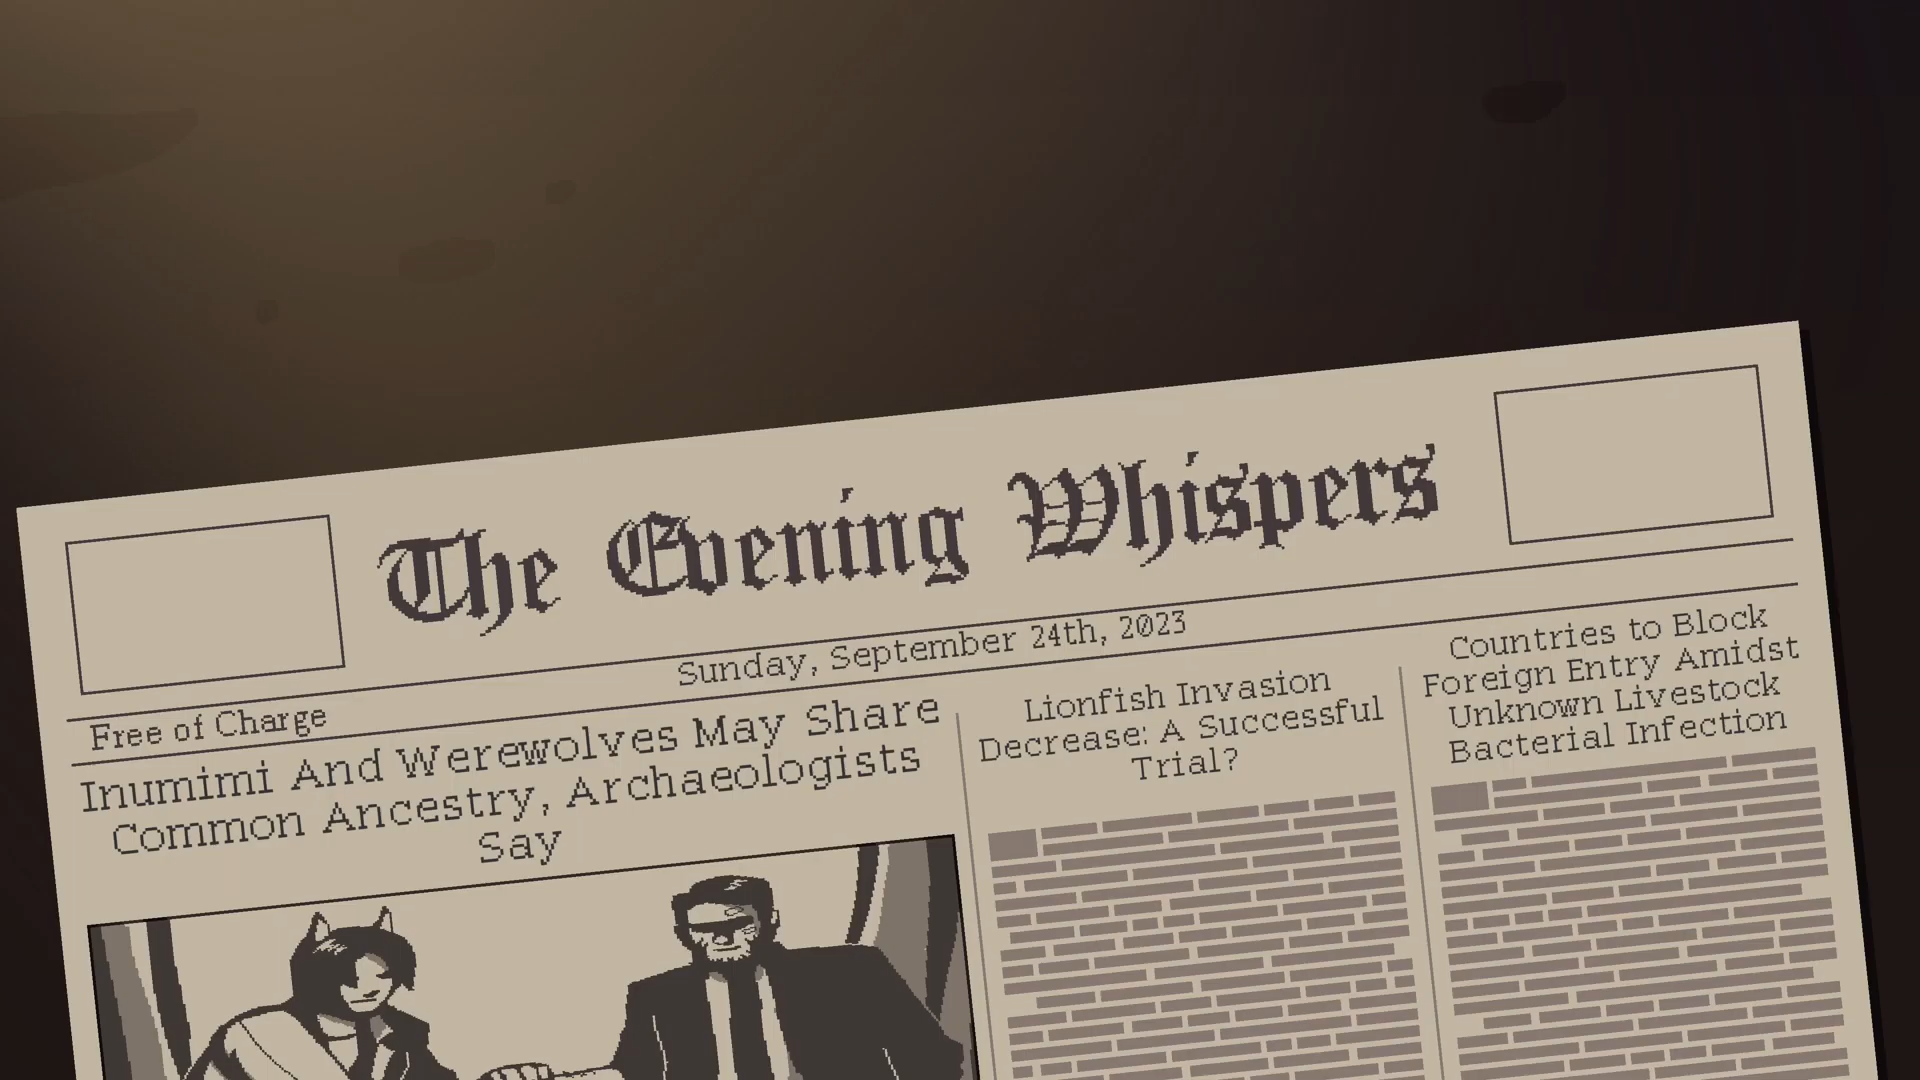 The Evening Whispers
Sunday, September 24th, 2023
Free of Charge
Inumimi And Werewolves May Share
Common Ancestry, Archaeologists
Say
Lionfish Invasion
Decrease: A Successful
Trial?
Countries to Block
Foreign Entry Amidst
Unknown Livestock
Bacterial Infection